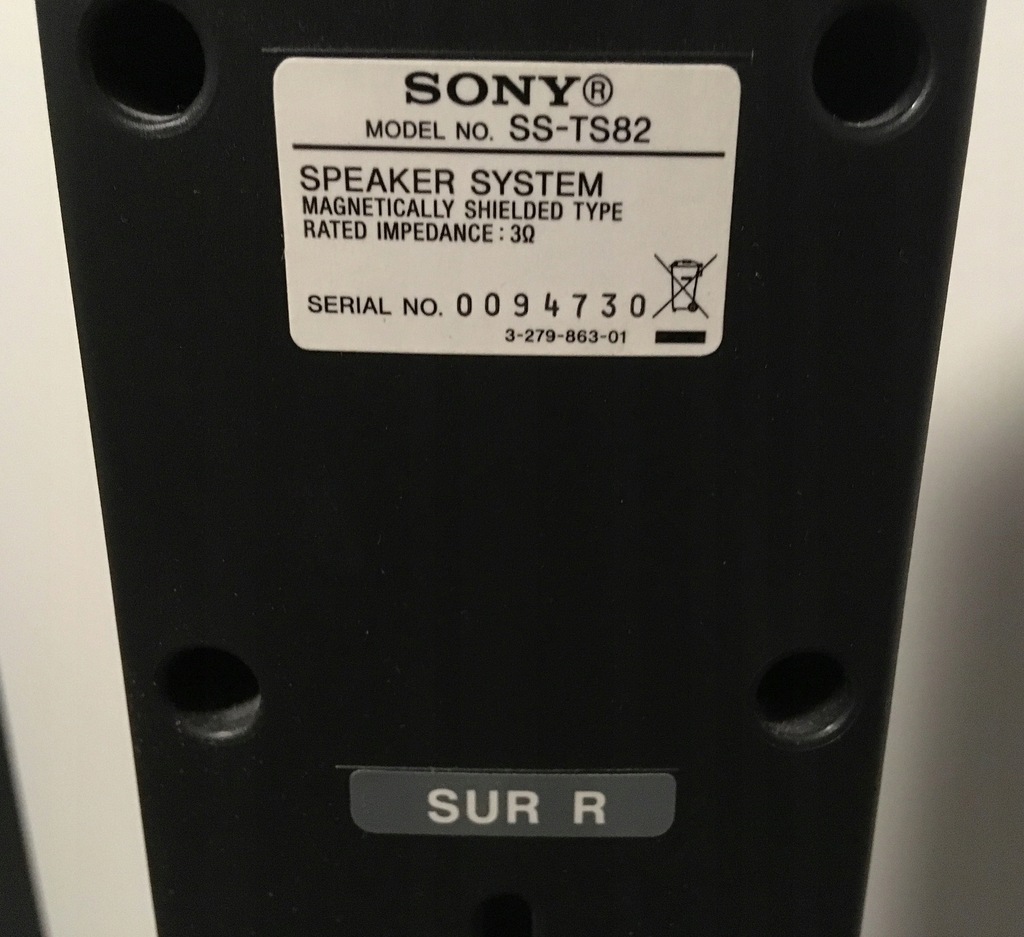 SONY®
MODEL NO. SS-TS82
SPEAKER SYSTEM
MAGNETICALLY SHIELDED TYPE
RATED IMPEDANCE : 3Ω
SERIAL NO. 0094730
3-279-863-01
SUR R